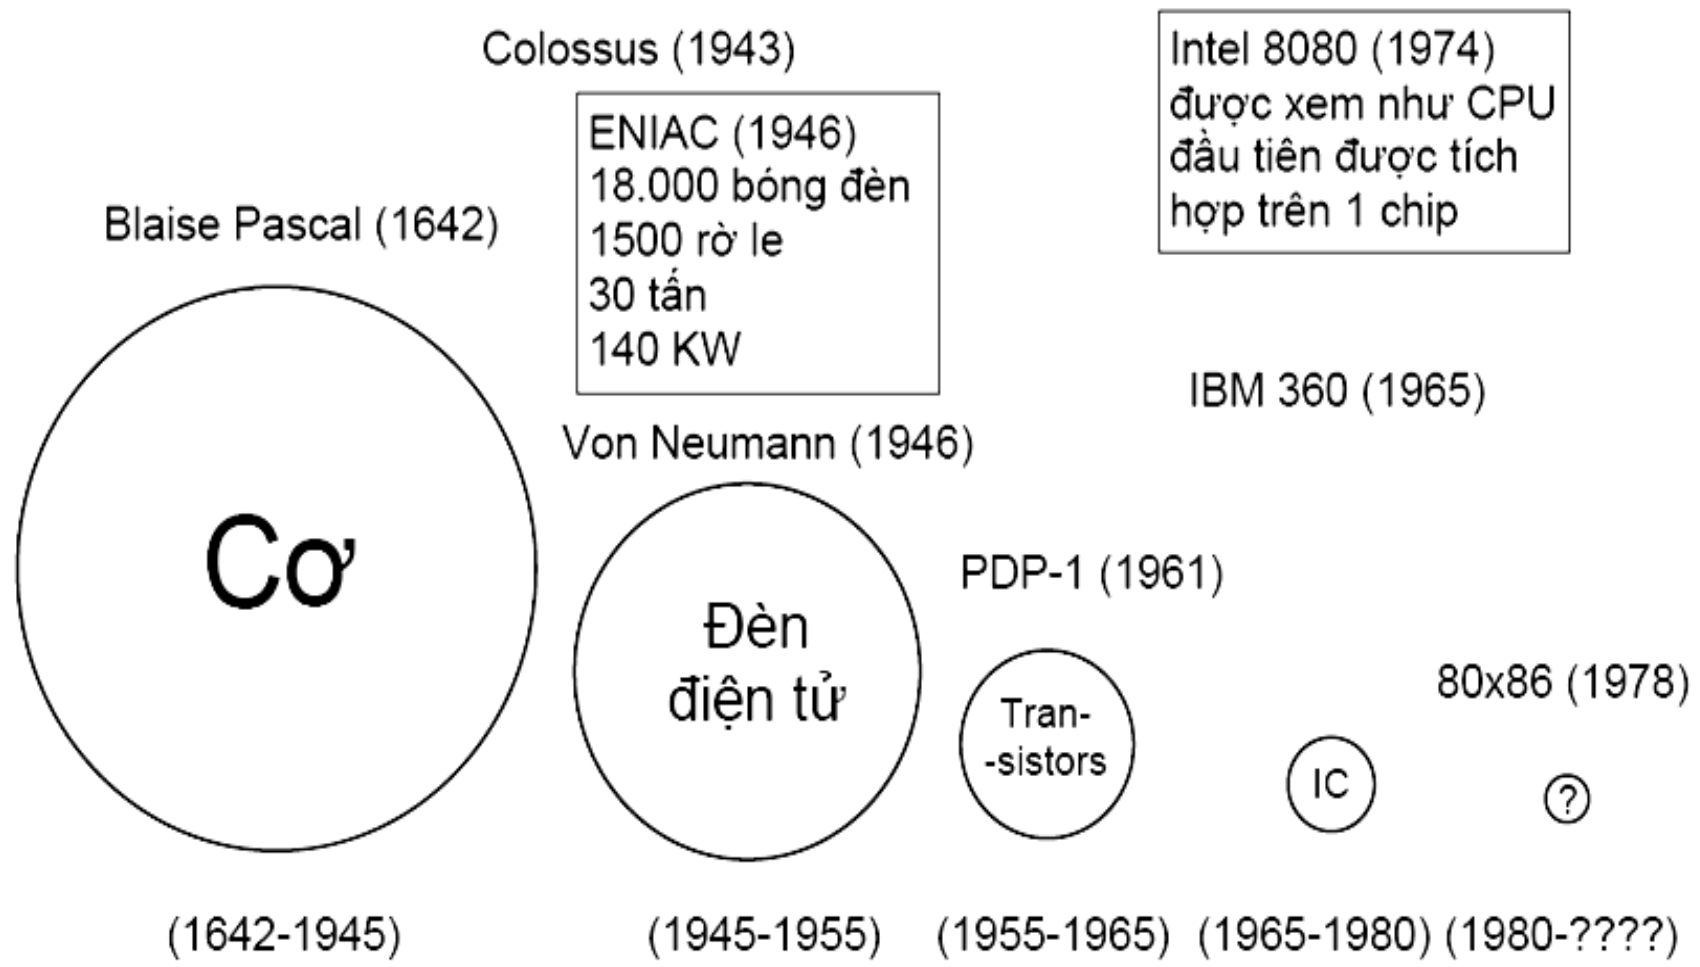 Colossus (1943)
ENIAC (1946)
18.000 bóng đèn
1500 rờ le
30 tấn
140 KW
Intel 8080 (1974)
được xem như CPU
đầu tiên được tích
hợp trên 1 chip
Blaise Pascal (1642)
IBM 360 (1965)
Von Neumann (1946)
Cơ
Đèn
điện tử
PDP-1 (1961)
Tran-
-sistors
80x86 (1978)
IC
?
(1642-1945)
(1945-1955)
(1955-1965)
(1965-1980)
(1980-????)